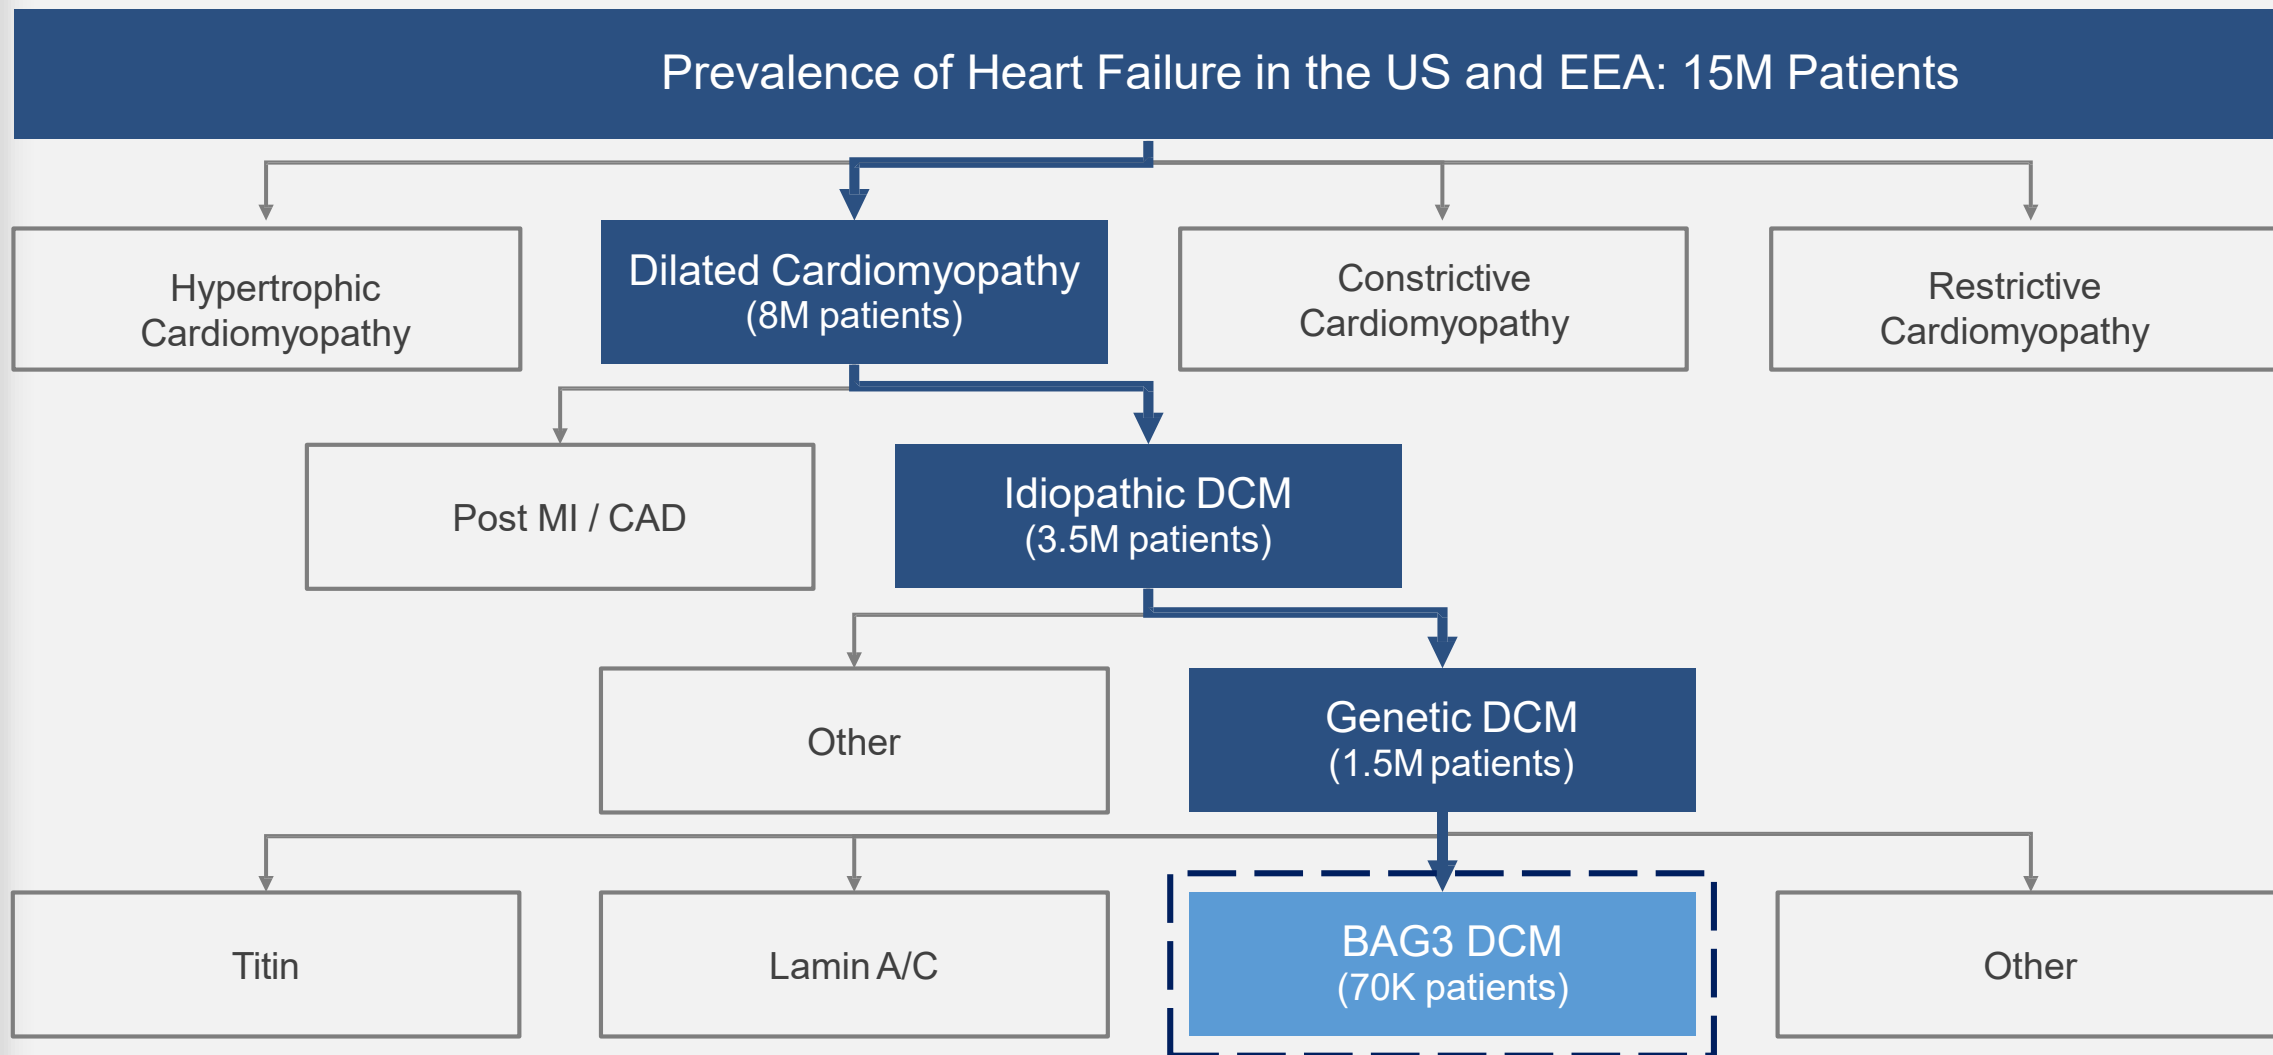 Prevalence of Heart Failure in the US and EEA: 15M Patients
Hypertrophic
Cardiomyopathy
Dilated Cardiomyopathy
(8M patients)
Constrictive
Cardiomyopathy
Restrictive
Cardiomyopathy
Post MI / CAD
Idiopathic DCM
(3.5M patients)
Other
Genetic DCM
(1.5M patients)
Titin
Lamin A/C
BAG3 DCM
(70K patients)
Other